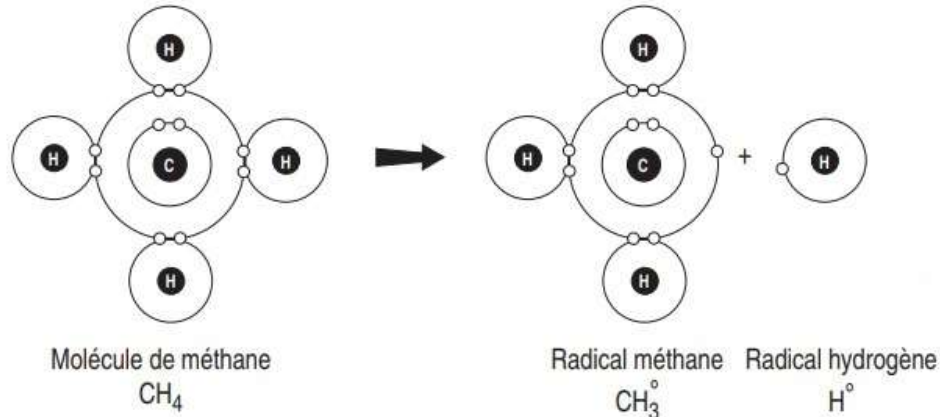 H H
H C H H C + H
H H
Molécule de méthane Radical méthane Radical hydrogène
CH₄ CH₃° H°